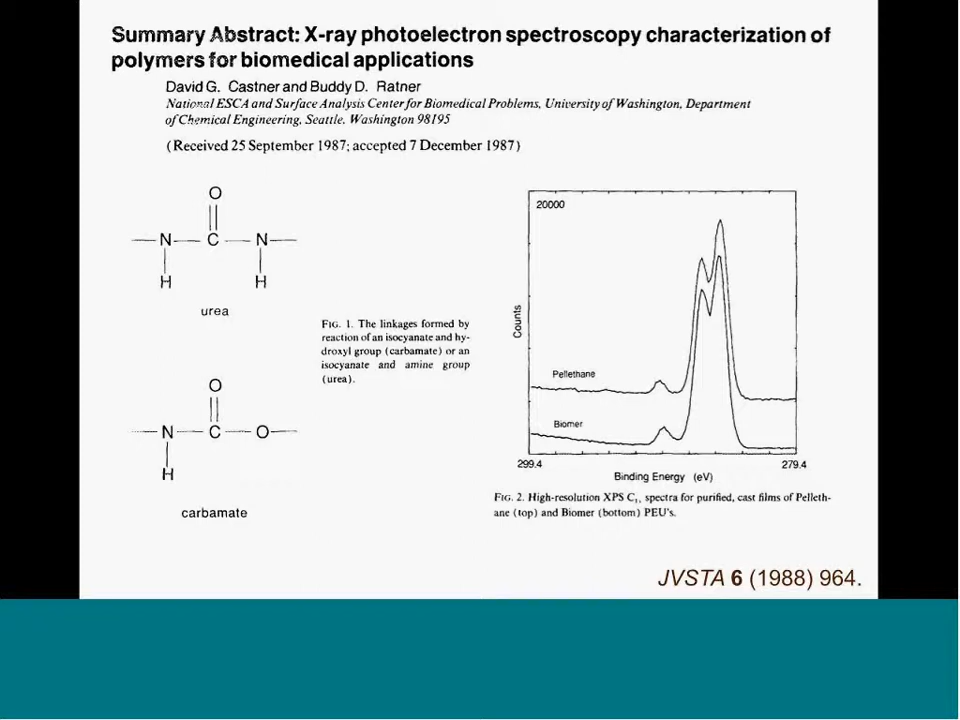 Summary Abstract: X-ray photoelectron spectroscopy characterization of
polymers for biomedical applications
David G. Castner and Buddy D. Ratner
National ESCA and Surface Analysis Center for Biomedical Problems, University of Washington, Department
of Chemical Engineering, Seattle, Washington 98195
(Received 25 September 1987; accepted 7 December 1987)
O
—N—C—N—
H H
urea
FIG. 1. The linkages formed by
reaction of an isocyanate and hy-
droxyl group (carbamate) or an
isocyanate and amine group
(urea).
O
—N—C—O—
H
carbamate
20000
Counts
Pellethane
Biomer
299.4 279.4
Binding Energy (eV)
FIG. 2. High-resolution XPS C1s spectra for purified, cast films of Pelleth-
ane (top) and Biomer (bottom) PEU's.
JVSTA 6 (1988) 964.